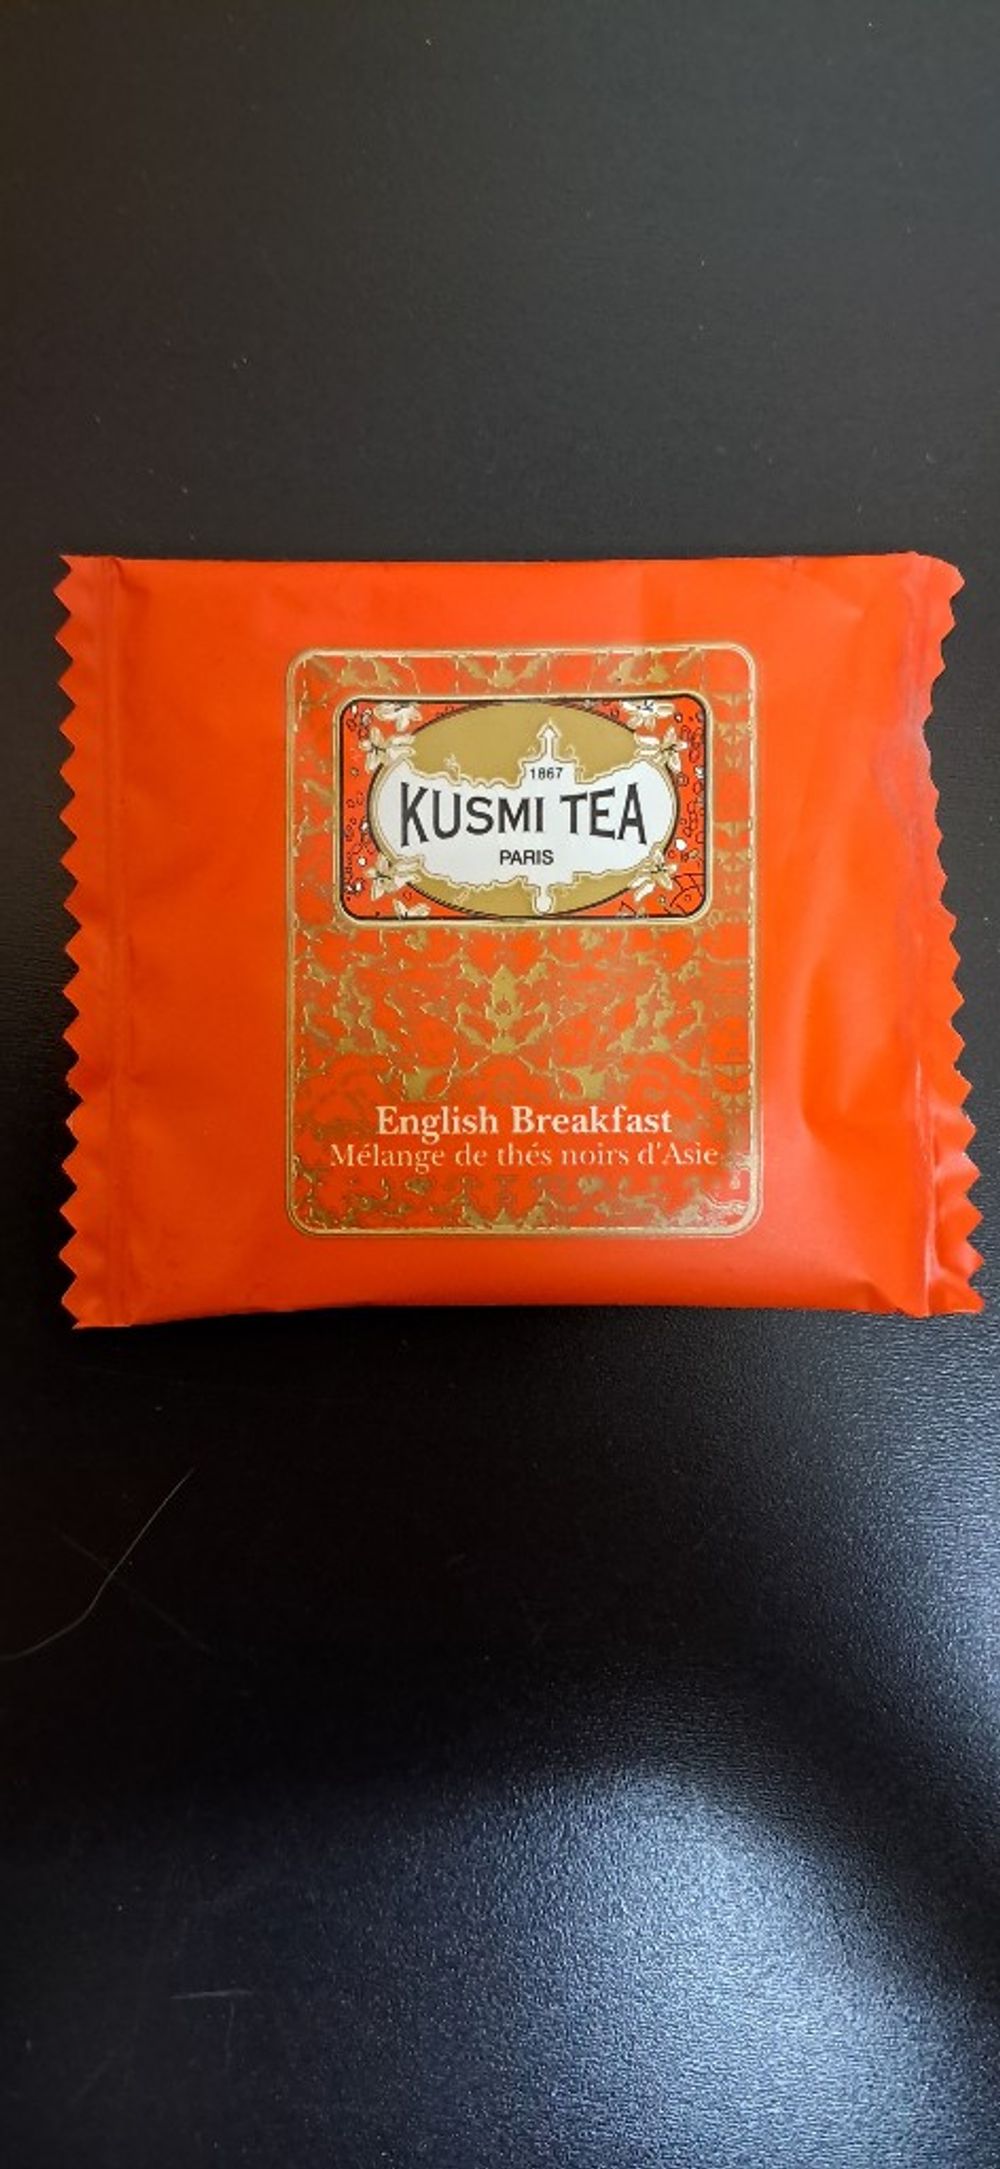 1867
KUSMI TEA
PARIS
English Breakfast
Mélange de thés noirs d'Asie